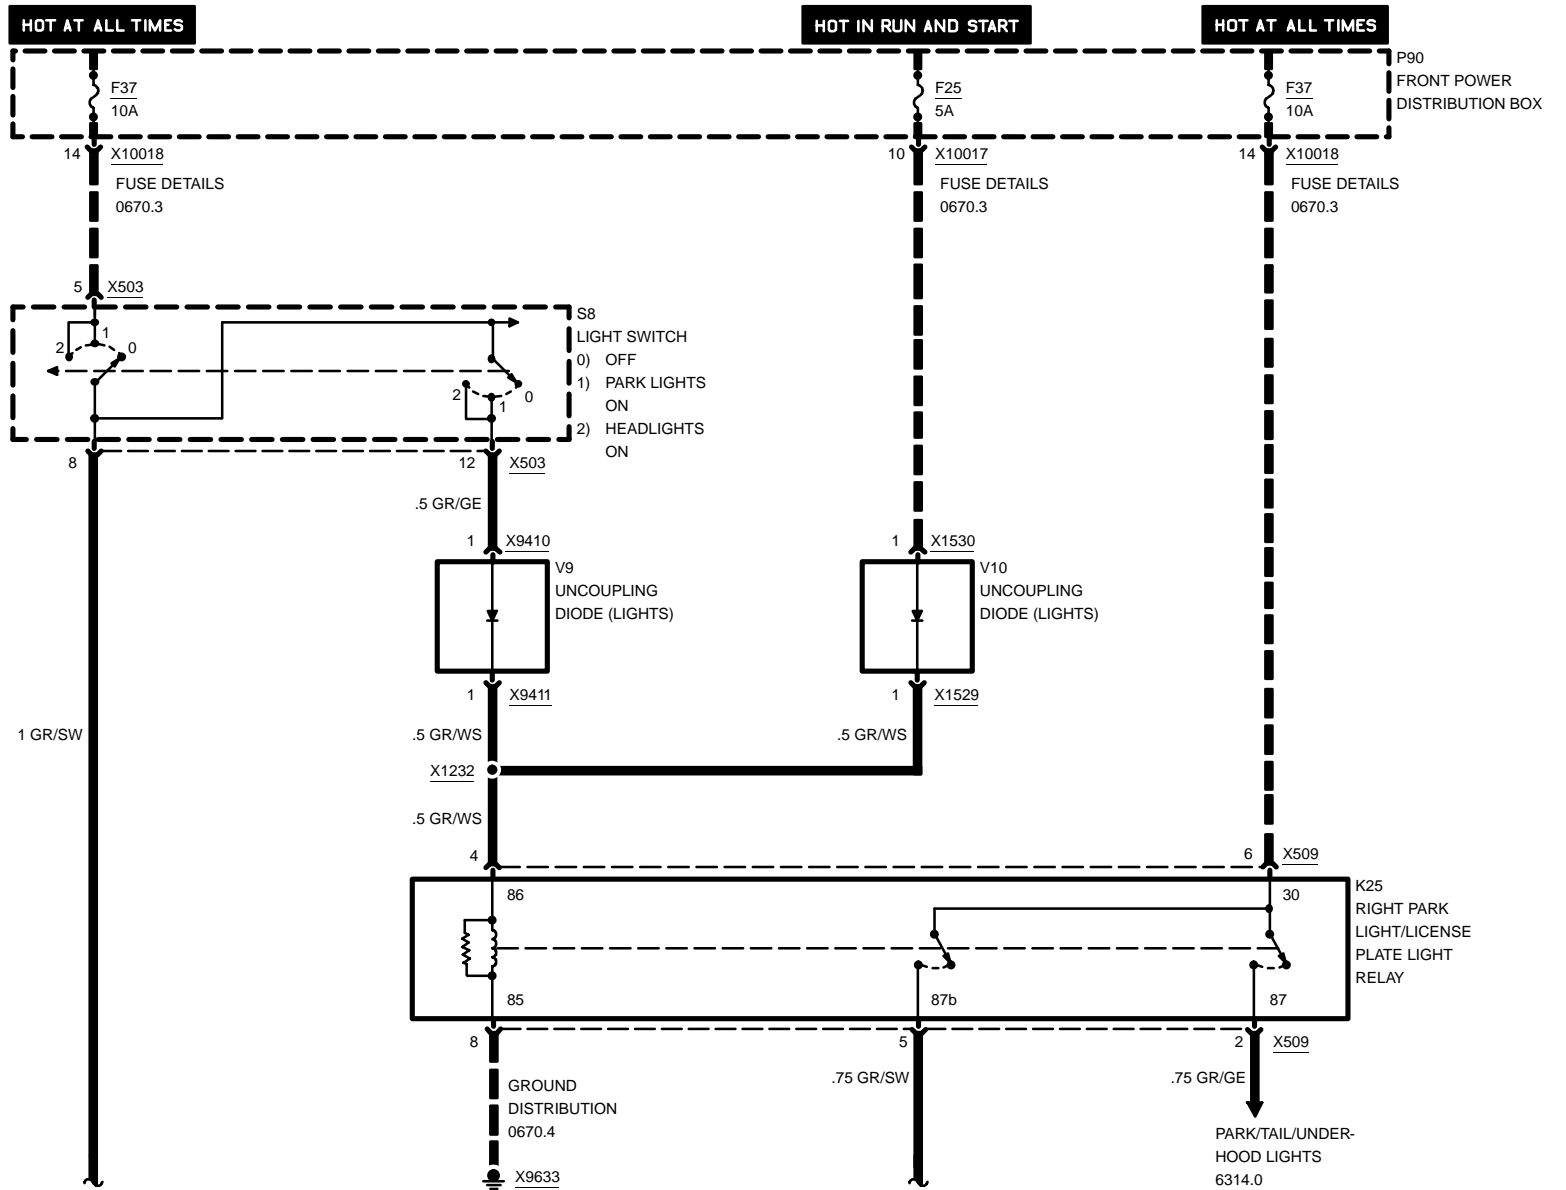 HOT AT ALL TIMES
HOT IN RUN AND START
HOT AT ALL TIMES
P90
FRONT POWER
DISTRIBUTION BOX
F37
10A
F25
5A
F37
10A
14 X10018
10 X10017
14 X10018
FUSE DETAILS
0670.3
FUSE DETAILS
0670.3
FUSE DETAILS
0670.3
5 X503
S8
LIGHT SWITCH
0) OFF
1) PARK LIGHTS
ON
2) HEADLIGHTS
ON
1
2
0
2
1
0
8
12 X503
.5 GR/GE
1 X9410
V9
UNCOUPLING
DIODE (LIGHTS)
1 X1530
V10
UNCOUPLING
DIODE (LIGHTS)
1 X9411
1 X1529
1 GR/SW
.5 GR/WS
.5 GR/WS
X1232
.5 GR/WS
4
6 X509
86
30
K25
RIGHT PARK
LIGHT/LICENSE
PLATE LIGHT
RELAY
85
87b
87
8
5
2 X509
.75 GR/SW
.75 GR/GE
GROUND
DISTRIBUTION
0670.4
X9633
PARK/TAIL/UNDER-
HOOD LIGHTS
6314.0